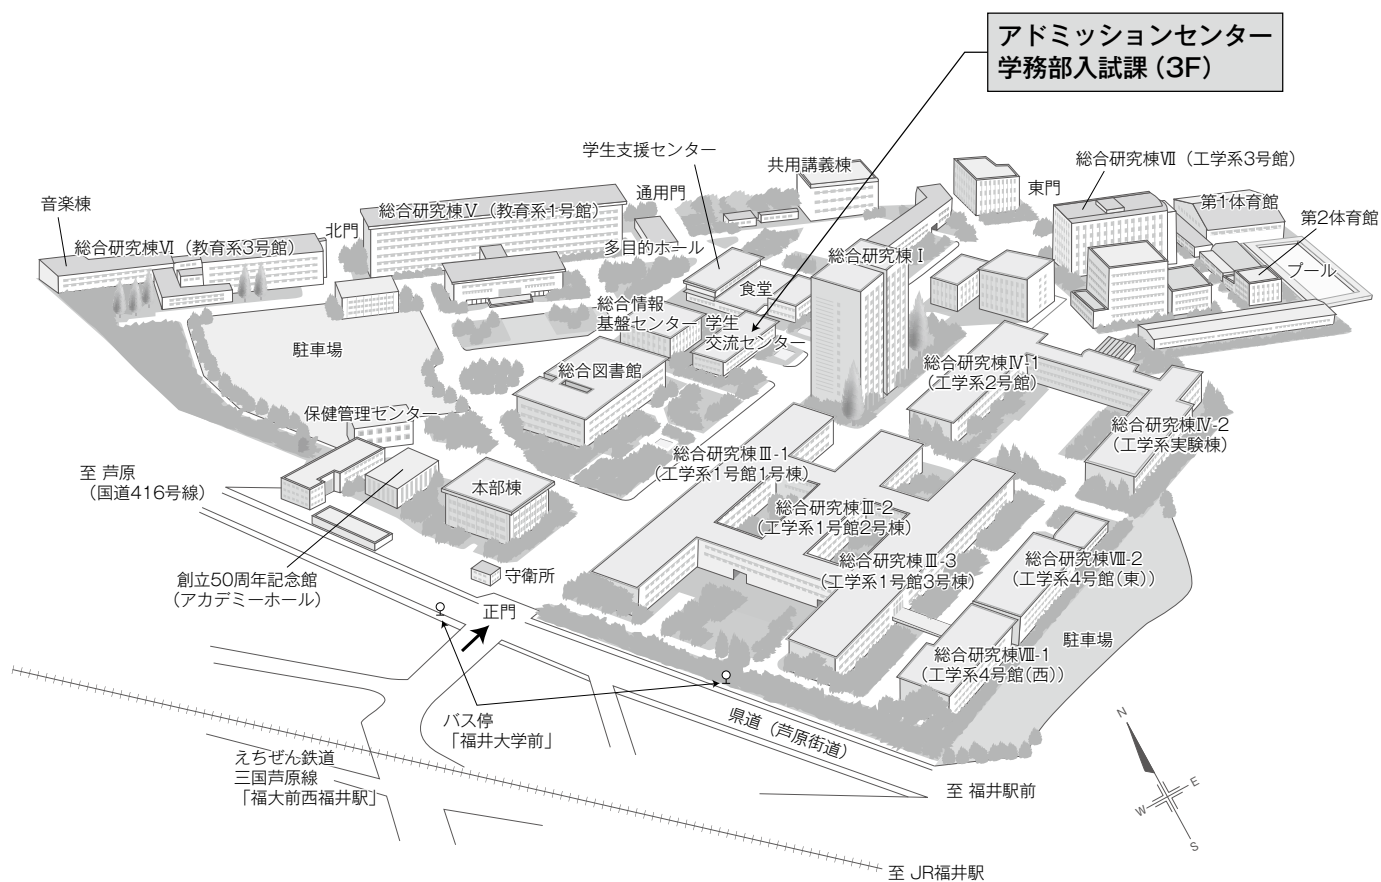 アドミッションセンター
学務部入試課（3F）
学生支援センター
共用講義棟
総合研究棟Ⅶ（工学系3号館）
東門
通用門
音楽棟
総合研究棟Ⅴ（教育系1号館）
第1体育館
第2体育館
北門
総合研究棟Ⅵ（教育系3号館）
多目的ホール
総合研究棟Ⅰ
プール
食堂
総合情報
基盤センター
学生
交流センター
駐車場
総合図書館
総合研究棟Ⅳ-1
（工学系2号館）
保健管理センター
総合研究棟Ⅳ-2
（工学系実験棟）
総合研究棟Ⅲ-1
（工学系1号館1号棟）
至 芦原
（国道416号線）
本部棟
総合研究棟Ⅲ-2
（工学系1号館2号棟）
総合研究棟Ⅲ-3
（工学系1号館3号棟）
総合研究棟Ⅷ-2
（工学系4号館（東））
創立50周年記念館
（アカデミーホール）
守衛所
正門
駐車場
総合研究棟Ⅷ-1
（工学系4号館（西））
バス停
「福井大学前」
県道（芦原街道）
えちぜん鉄道
三国芦原線
「福大前西福井駅」
至 福井駅前
至 JR福井駅
N
E
W
S